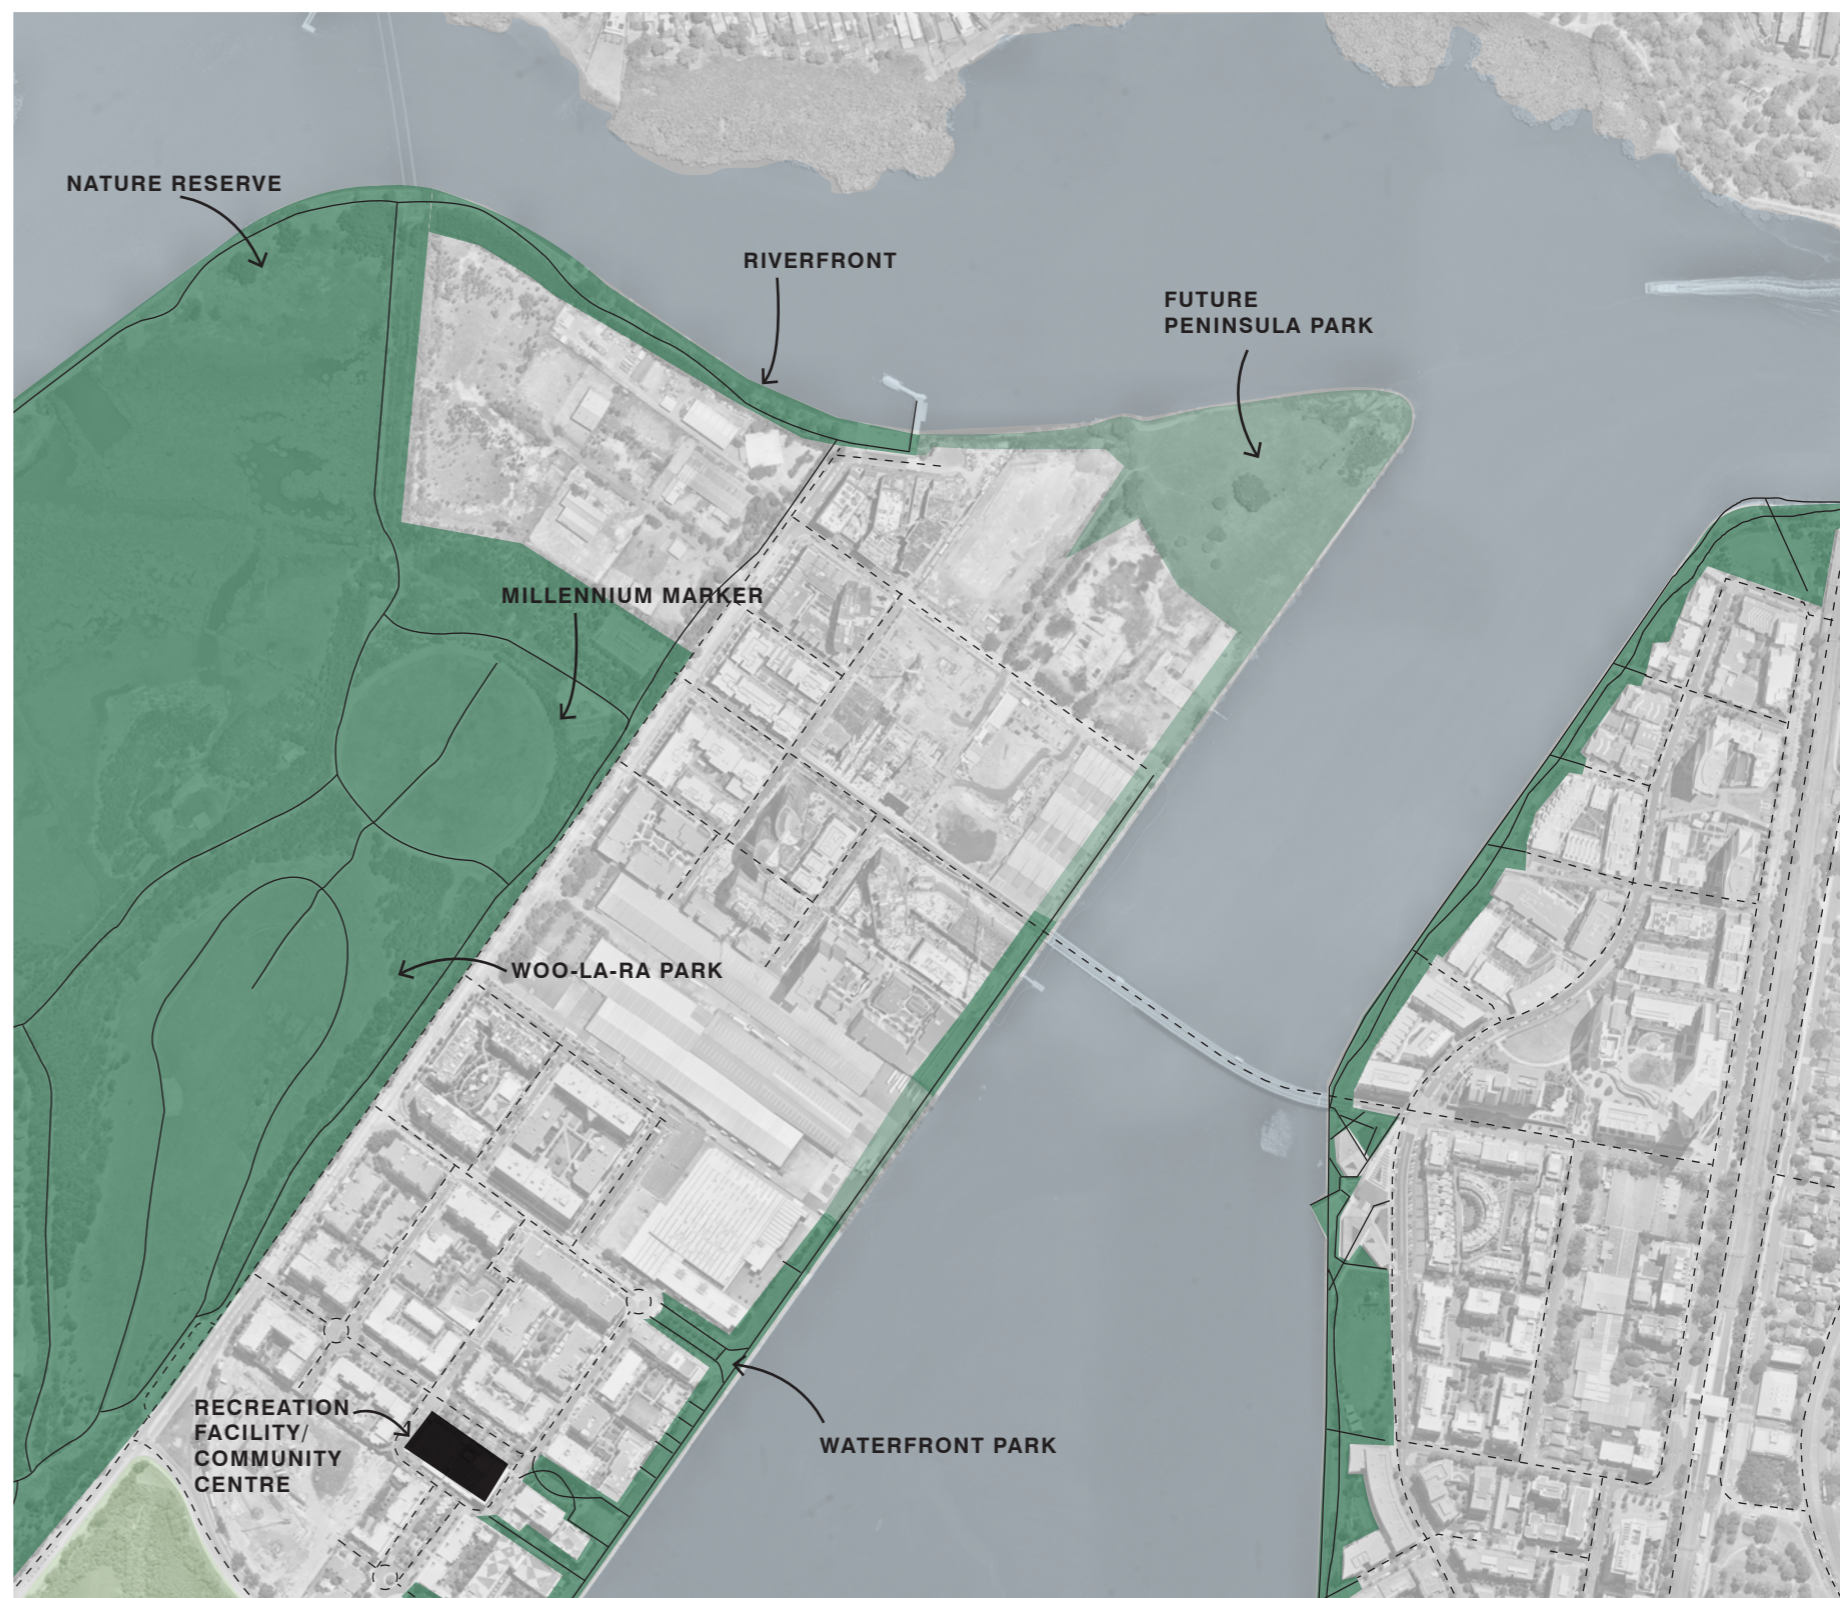 NATURE RESERVE
RIVERFRONT
FUTURE
PENINSULA PARK
MILLENNIUM MARKER
WOO-LA-RA PARK
RECREATION
FACILITY/
COMMUNITY
CENTRE
WATERFRONT PARK